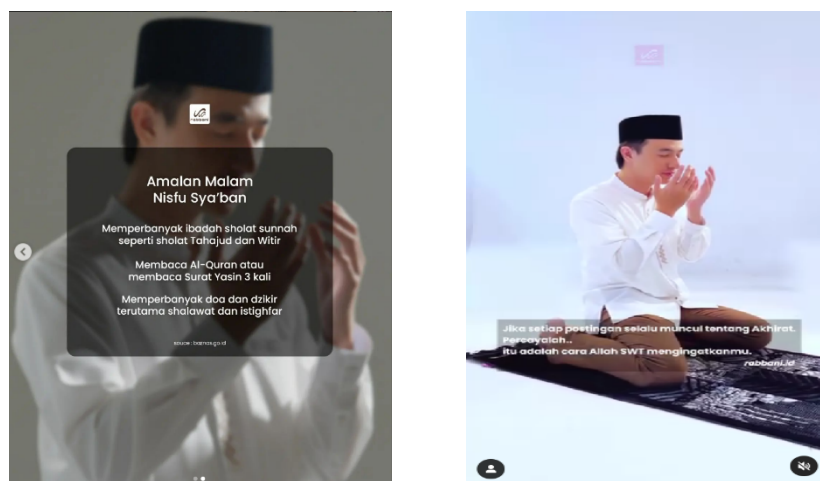 rabbani
Amalan Malam
Nisfu Sya'ban
Memperbanyak ibadah sholat sunnah
seperti sholat Tahajud dan Witir
Membaca Al-Quran atau
membaca Surat Yasin 3 kali
Memperbanyak doa dan dzikir
terutama shalawat dan istighfar
Jika setiap postingan selalu muncul tentang Akhirat.
Percayalah..
itu adalah cara Allah SWT mengingatkanmu.
rabbani.id